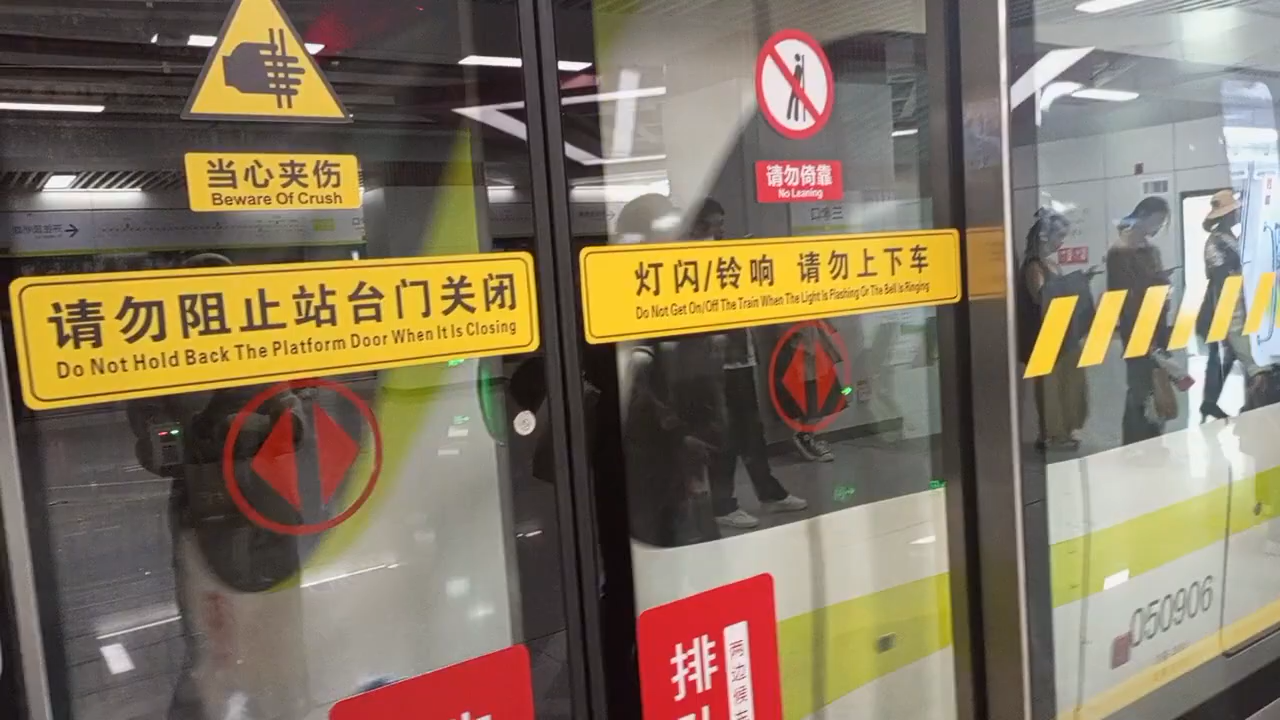 当心夹伤
Beware Of Crush
请勿阻止站台门关闭
Do Not Hold Back The Platform Door When It Is Closing
请勿倚靠
No Leaning
灯闪/铃响 请勿上下车
Do Not Get On/Off The Train When The Light Is Flashing Or The Bell Is Ringing
排
两边候
050906